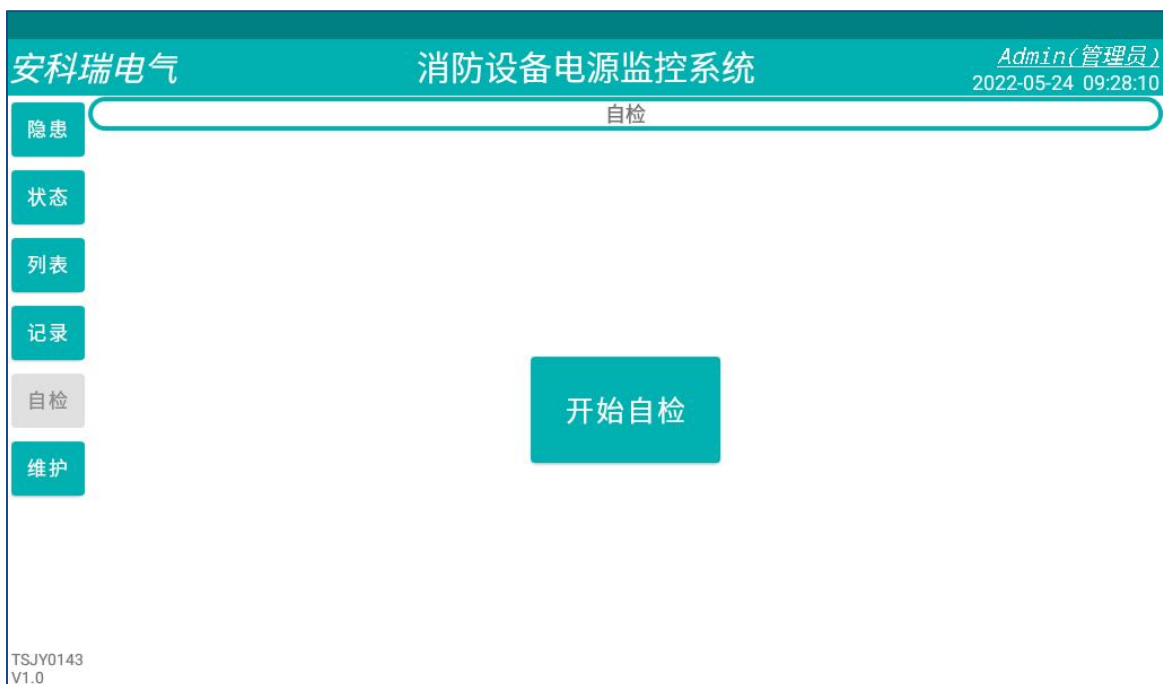 安科瑞电气
消防设备电源监控系统
Admin(管理员)
2022-05-24 09:28:10
自检
隐患
状态
列表
记录
自检
维护
开始自检
TSJY0143
V1.0